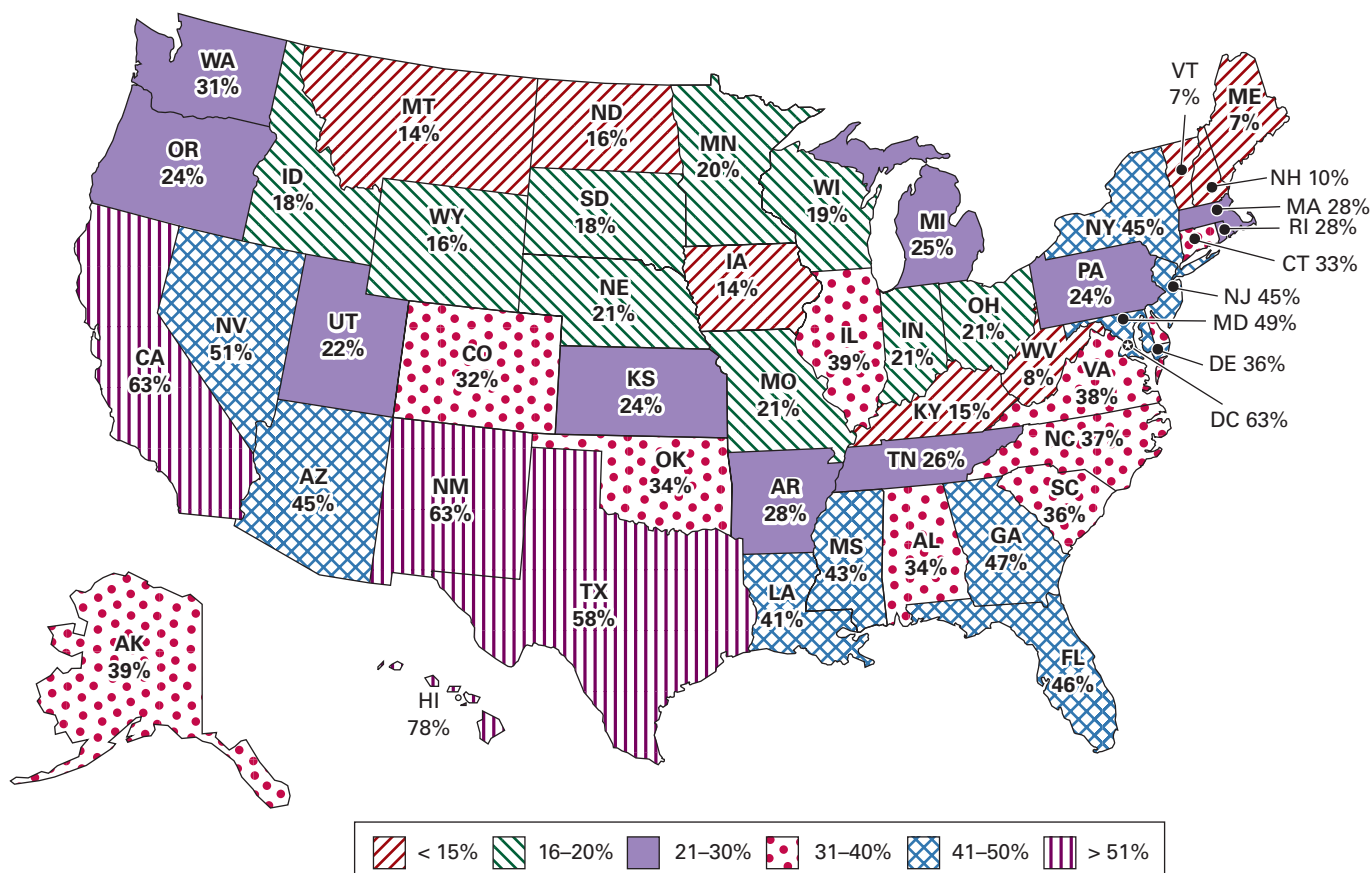 WA
31%
OR
24%
ID
18%
MT
14%
ND
16%
MN
20%
WI
19%
MI
25%
VT
7%
ME
7%
NH 10%
MA 28%
RI 28%
CT 33%
NY 45%
NJ 45%
MD 49%
DE 36%
DC 63%
PA
24%
WY
16%
SD
18%
IA
14%
NE
21%
IL
39%
IN
21%
OH
21%
WV
8%
VA
38%
CA
63%
NV
51%
UT
22%
CO
32%
KS
24%
MO
21%
KY 15%
NC 37%
TN 26%
SC
36%
AZ
45%
NM
63%
OK
34%
AR
28%
MS
43%
AL
34%
GA
47%
TX
58%
LA
41%
FL
46%
AK
39%
HI
78%
< 15%
16–20%
21–30%
31–40%
41–50%
> 51%